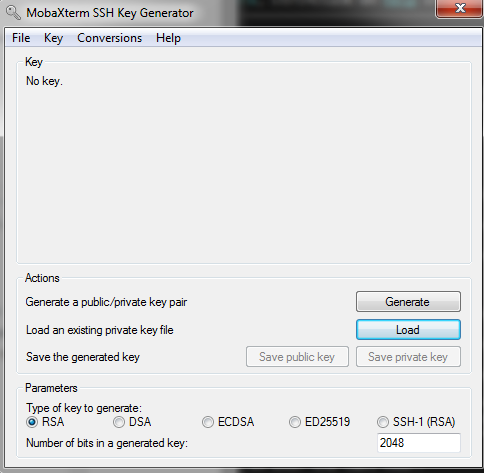 MobaXterm SSH Key Generator
File Key Conversions Help
Key
No key.
Actions
Generate a public/private key pair
Generate
Load an existing private key file
Load
Save the generated key
Save public key
Save private key
Parameters
Type of key to generate:
RSA DSA ECDSA ED25519 SSH-1 (RSA)
Number of bits in a generated key:
2048